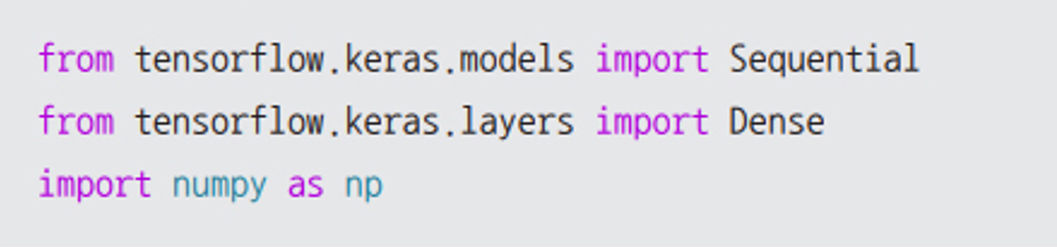 from tensorflow.keras.models import Sequential
from tensorflow.keras.layers import Dense
import numpy as np